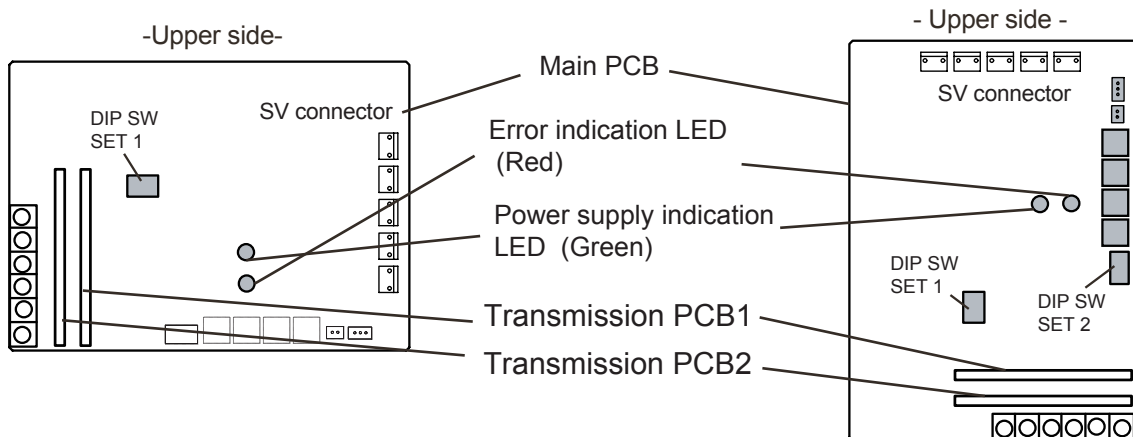 -Upper side-
- Upper side -
Main PCB
SV connector
SV connector
DIP SW
SET 1
Error indication LED
(Red)
Power supply indication
LED (Green)
DIP SW
SET 1
DIP SW
SET 2
Transmission PCB1
Transmission PCB2